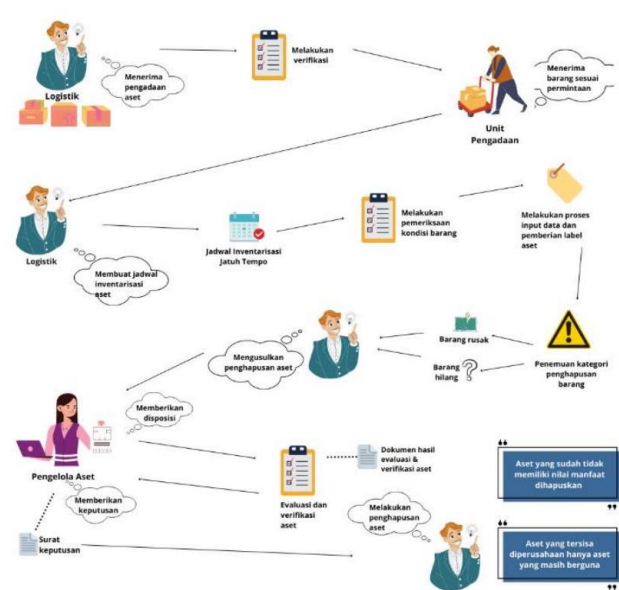 Menerima
pengadaan
aset
Logistik
Melakukan
verifikasi
Menerima
barang sesuai
permintaan
Unit
Pengadaan
Logistik
Membuat jadwal
inventarisasi
aset
Jadwal Inventarisasi
Jatuh Tempo
Melakukan
pemeriksaan
kondisi barang
Melakukan proses
input data dan
pemberian label
aset
Mengusulkan
penghapusan aset
Barang rusak
Barang
hilang
Penemuan kategori
penghapusan
barang
Memberikan
disposisi
Pengelola Aset
Memberikan
keputusan
Surat
keputusan
Evaluasi dan
verifikasi
aset
Dokumen hasil
evaluasi &
verifikasi aset
Melakukan
penghapusan
aset
Aset yang sudah tidak
memiliki nilai manfaat
dihapuskan
Aset yang tersisa
diperusahaan hanya aset
yang masih berguna